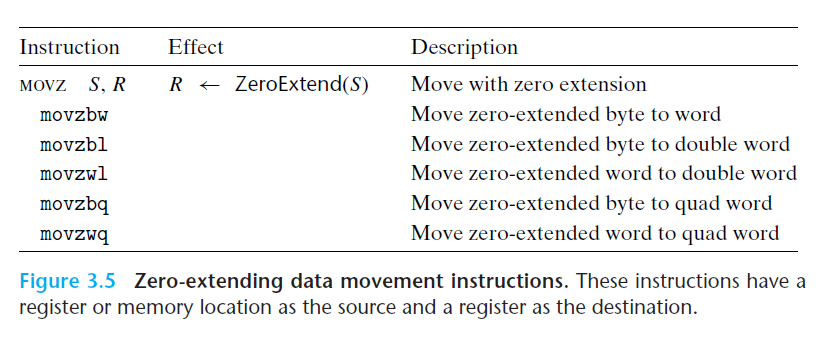 Instruction Effect Description
MOVZ S, R R ← ZeroExtend(S) Move with zero extension
movzbw Move zero-extended byte to word
movzbl Move zero-extended byte to double word
movzwl Move zero-extended word to double word
movzbq Move zero-extended byte to quad word
movzwq Move zero-extended word to quad word
Figure 3.5 Zero-extending data movement instructions. These instructions have a
register or memory location as the source and a register as the destination.